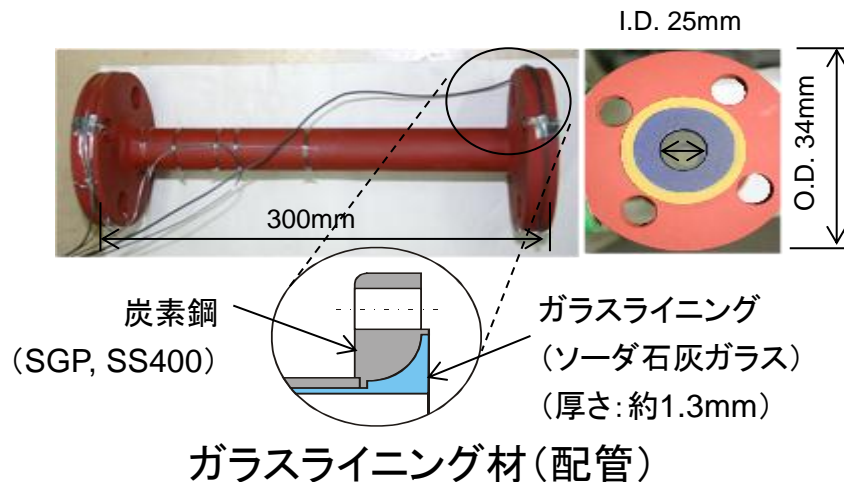 I.D. 25mm
O.D. 34mm
300mm
炭素鋼
（SGP, SS400）
ガラスライニング
（ソーダ石灰ガラス）
（厚さ：約1.3mm）
ガラスライニング材（配管）